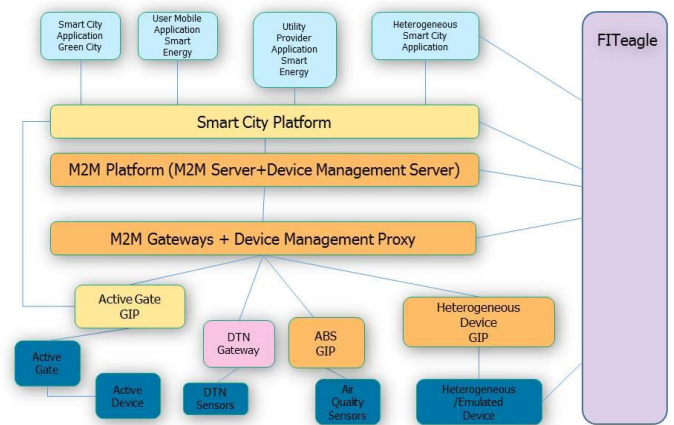 Smart City
Application
Green City
User Mobile
Application
Smart
Energy
Utility
Provider
Application
Smart
Energy
Heterogeneous
Smart City
Application
FITeagle
Smart City Platform
M2M Platform (M2M Server+Device Management Server)
M2M Gateways + Device Management Proxy
Active Gate
GIP
DTN
Gateway
ABS
GIP
Heterogeneous
Device
GIP
Active
Gate
Active
Device
DTN
Sensors
Air
Quality
Sensors
Heterogeneous
/Emulated
Device